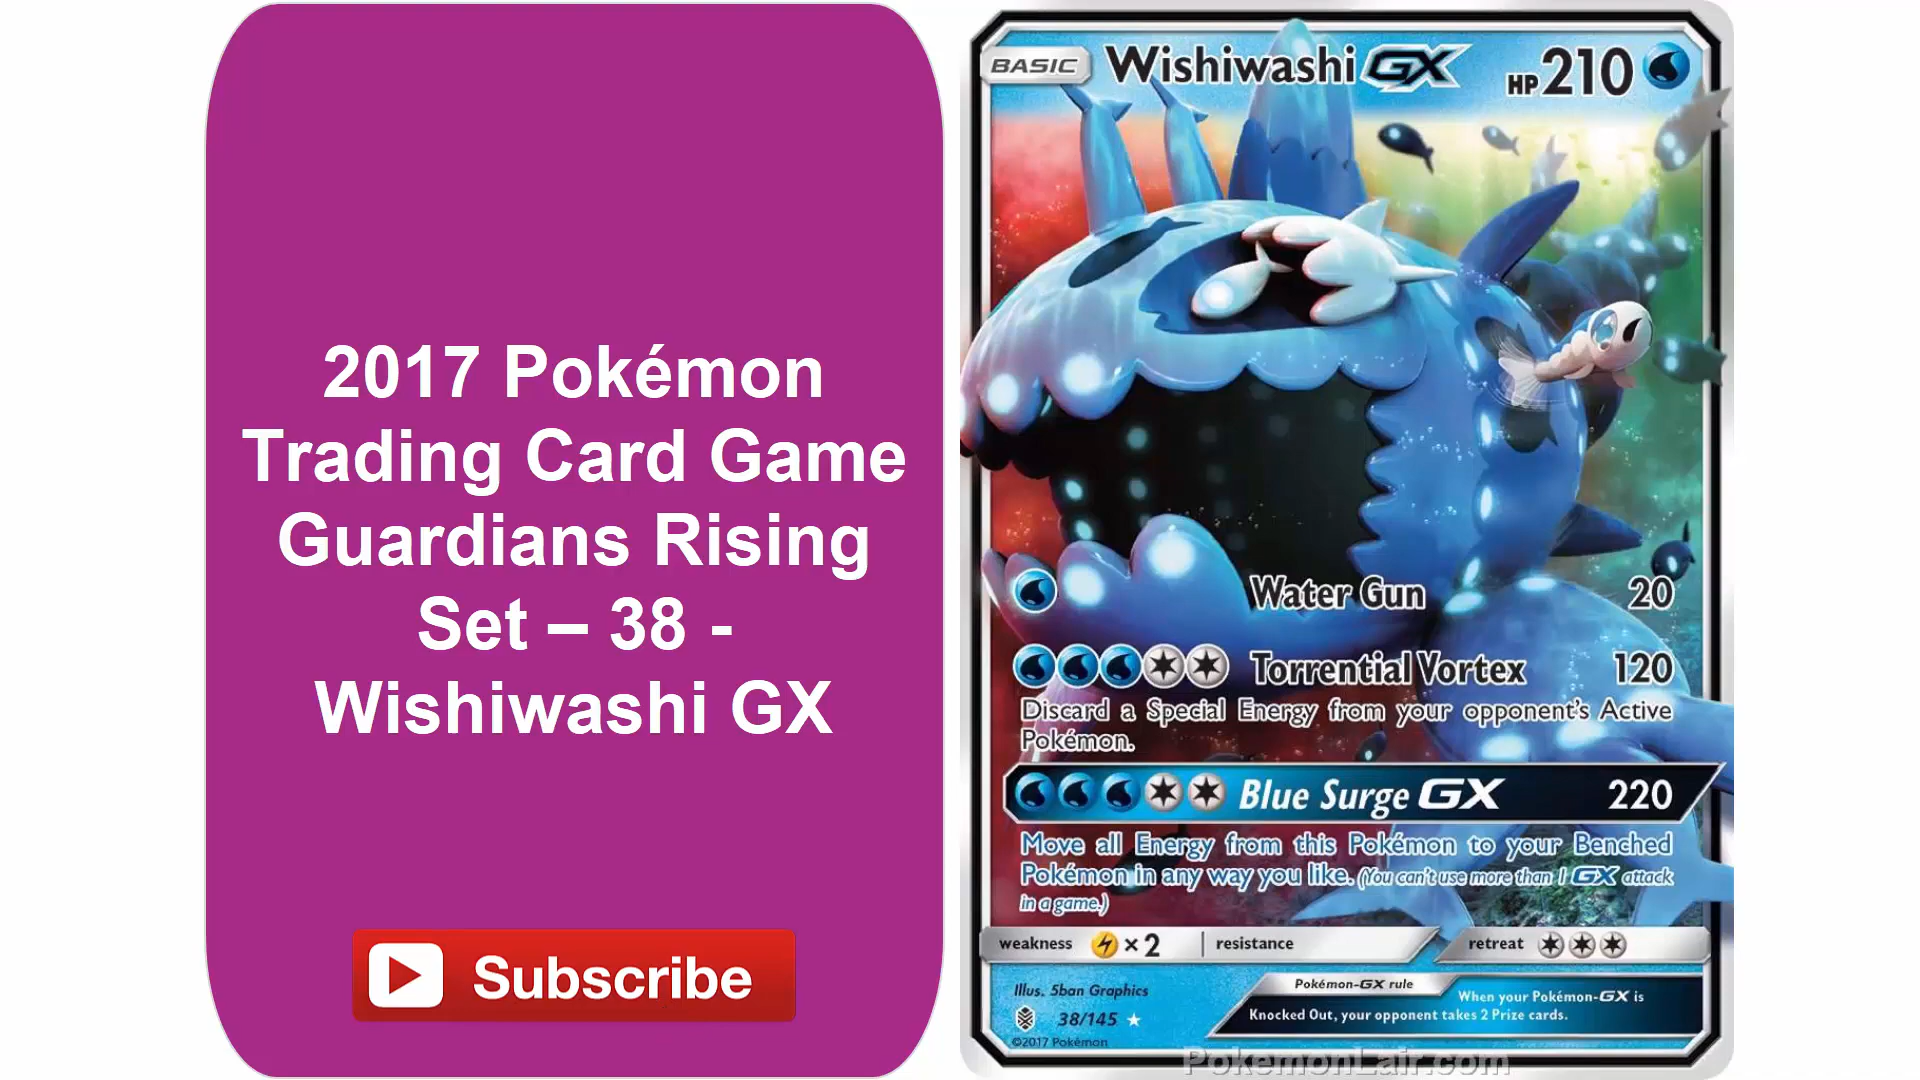 2017 Pokémon
Trading Card Game
Guardians Rising
Set – 38 -
Wishiwashi GX
Subscribe
BASIC Wishiwashi GX HP 210
Water Gun 20
Torrential Vortex 120
Discard a Special Energy from your opponent's Active
Pokémon.
Blue Surge GX 220
Move all Energy from this Pokémon to your Benched
Pokémon in any way you like. (You can't use more than 1 GX attack
in a game.)
weakness ×2 resistance retreat
Illus. 5ban Graphics
38/145
©2017 Pokémon
Pokémon-GX rule
When your Pokémon-GX is
Knocked Out, your opponent takes 2 Prize cards.
PokemonLair.com